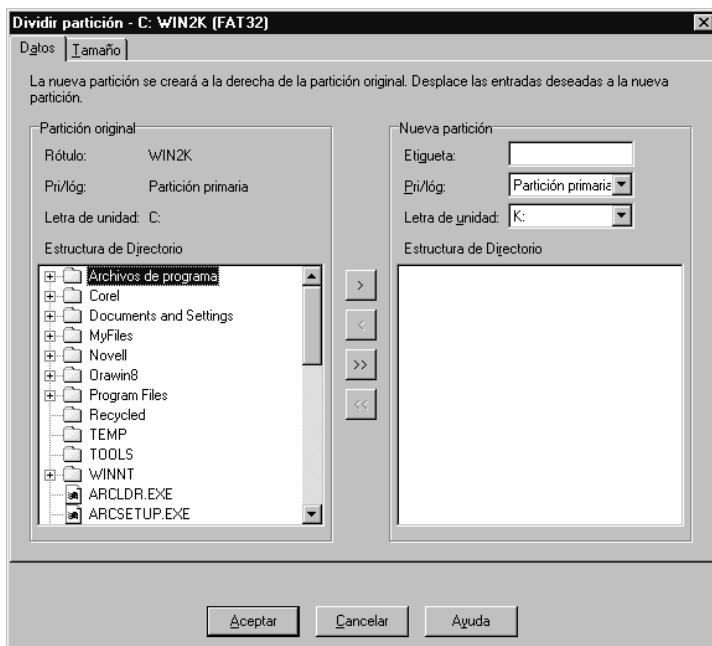 Dividir partición - C: WIN2K (FAT32)
Datos
Tamaño
La nueva partición se creará a la derecha de la partición original. Desplace las entradas deseadas a la nueva
partición.
Partición original
Rótulo: WIN2K
Pri/lóg: Partición primaria
Letra de unidad: C:
Estructura de Directorio
Archivos de programa
Corel
Documents and Settings
MyFiles
Novell
Orawin8
Program Files
Recycled
TEMP
TOOLS
WINNT
ARCLDR.EXE
ARCSETUP.EXE
>
<
>>
<<
Nueva partición
Etigueta:
Pri/lóg: Partición primaria
Letra de unidad: K:
Estructura de Directorio
Aceptar
Cancelar
Ayuda